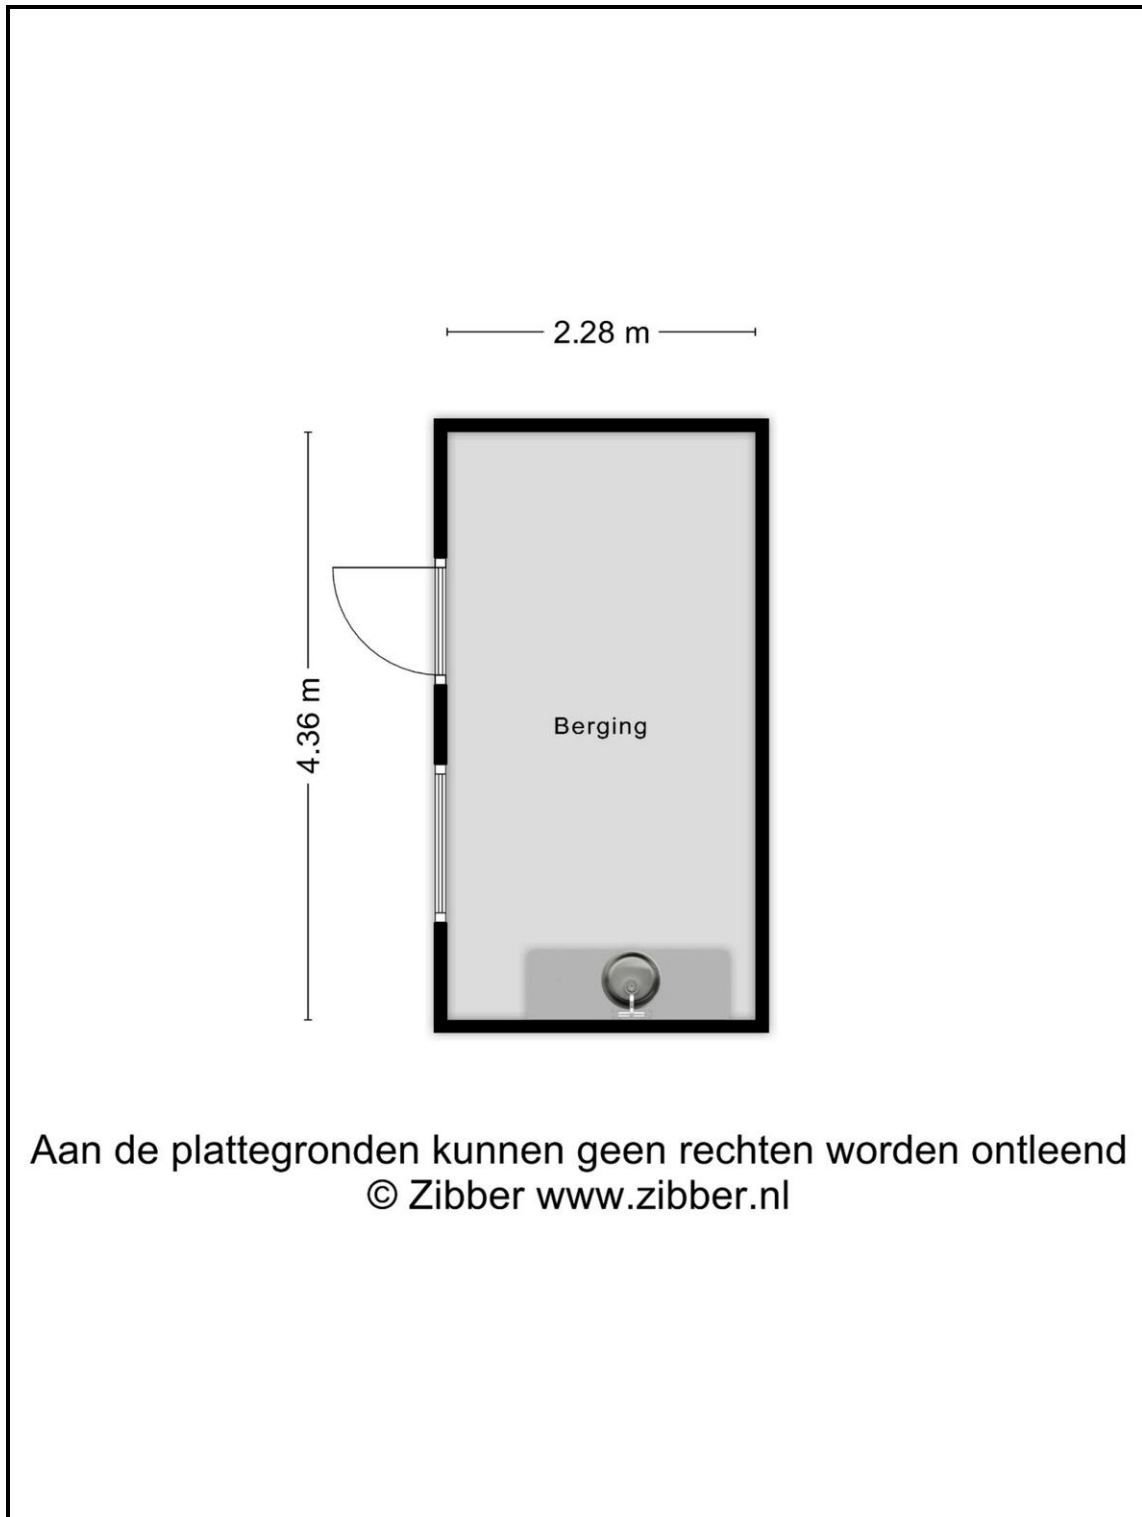 2.28 m
4.36 m
Berging
Aan de plattegronden kunnen geen rechten worden ontleend
© Zibber www.zibber.nl